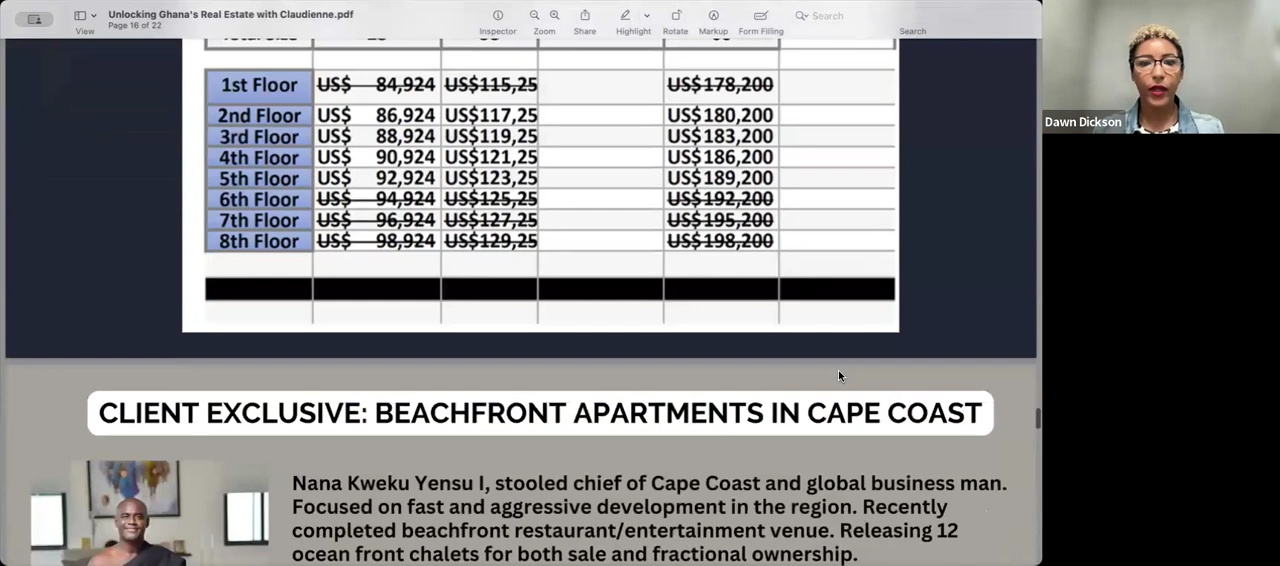 Unlocking Ghana's Real Estate with Claudienne.pdf
Page 16 of 22
View
Inspector Zoom Share Highlight Rotate Markup Form Filling Search
Search
1st Floor US$ 84,924 US$115,25 US$178,200
2nd Floor US$ 86,924 US$117,25 US$180,200
3rd Floor US$ 88,924 US$119,25 US$183,200
4th Floor US$ 90,924 US$121,25 US$186,200
5th Floor US$ 92,924 US$123,25 US$189,200
6th Floor US$ 94,924 US$125,25 US$192,200
7th Floor US$ 96,924 US$127,25 US$195,200
8th Floor US$ 98,924 US$129,25 US$198,200
Dawn Dickson
CLIENT EXCLUSIVE: BEACHFRONT APARTMENTS IN CAPE COAST
Nana Kweku Yensu I, stooled chief of Cape Coast and global business man.
Focused on fast and aggressive development in the region. Recently
completed beachfront restaurant/entertainment venue. Releasing 12
ocean front chalets for both sale and fractional ownership.